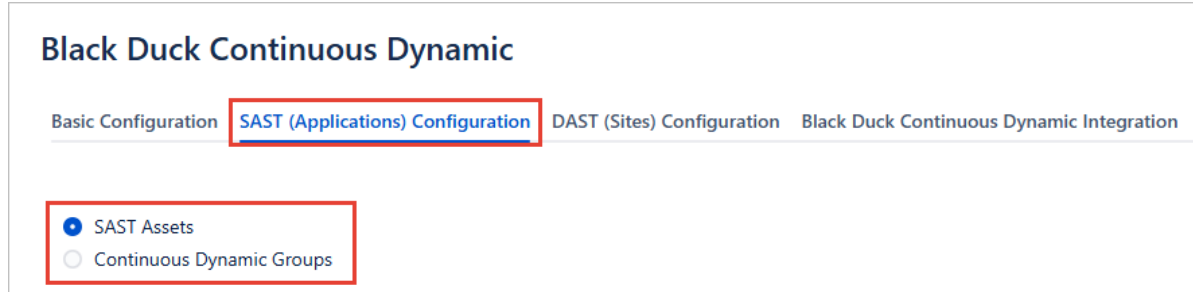 Black Duck Continuous Dynamic
Basic Configuration SAST (Applications) Configuration DAST (Sites) Configuration Black Duck Continuous Dynamic Integration
SAST Assets
Continuous Dynamic Groups